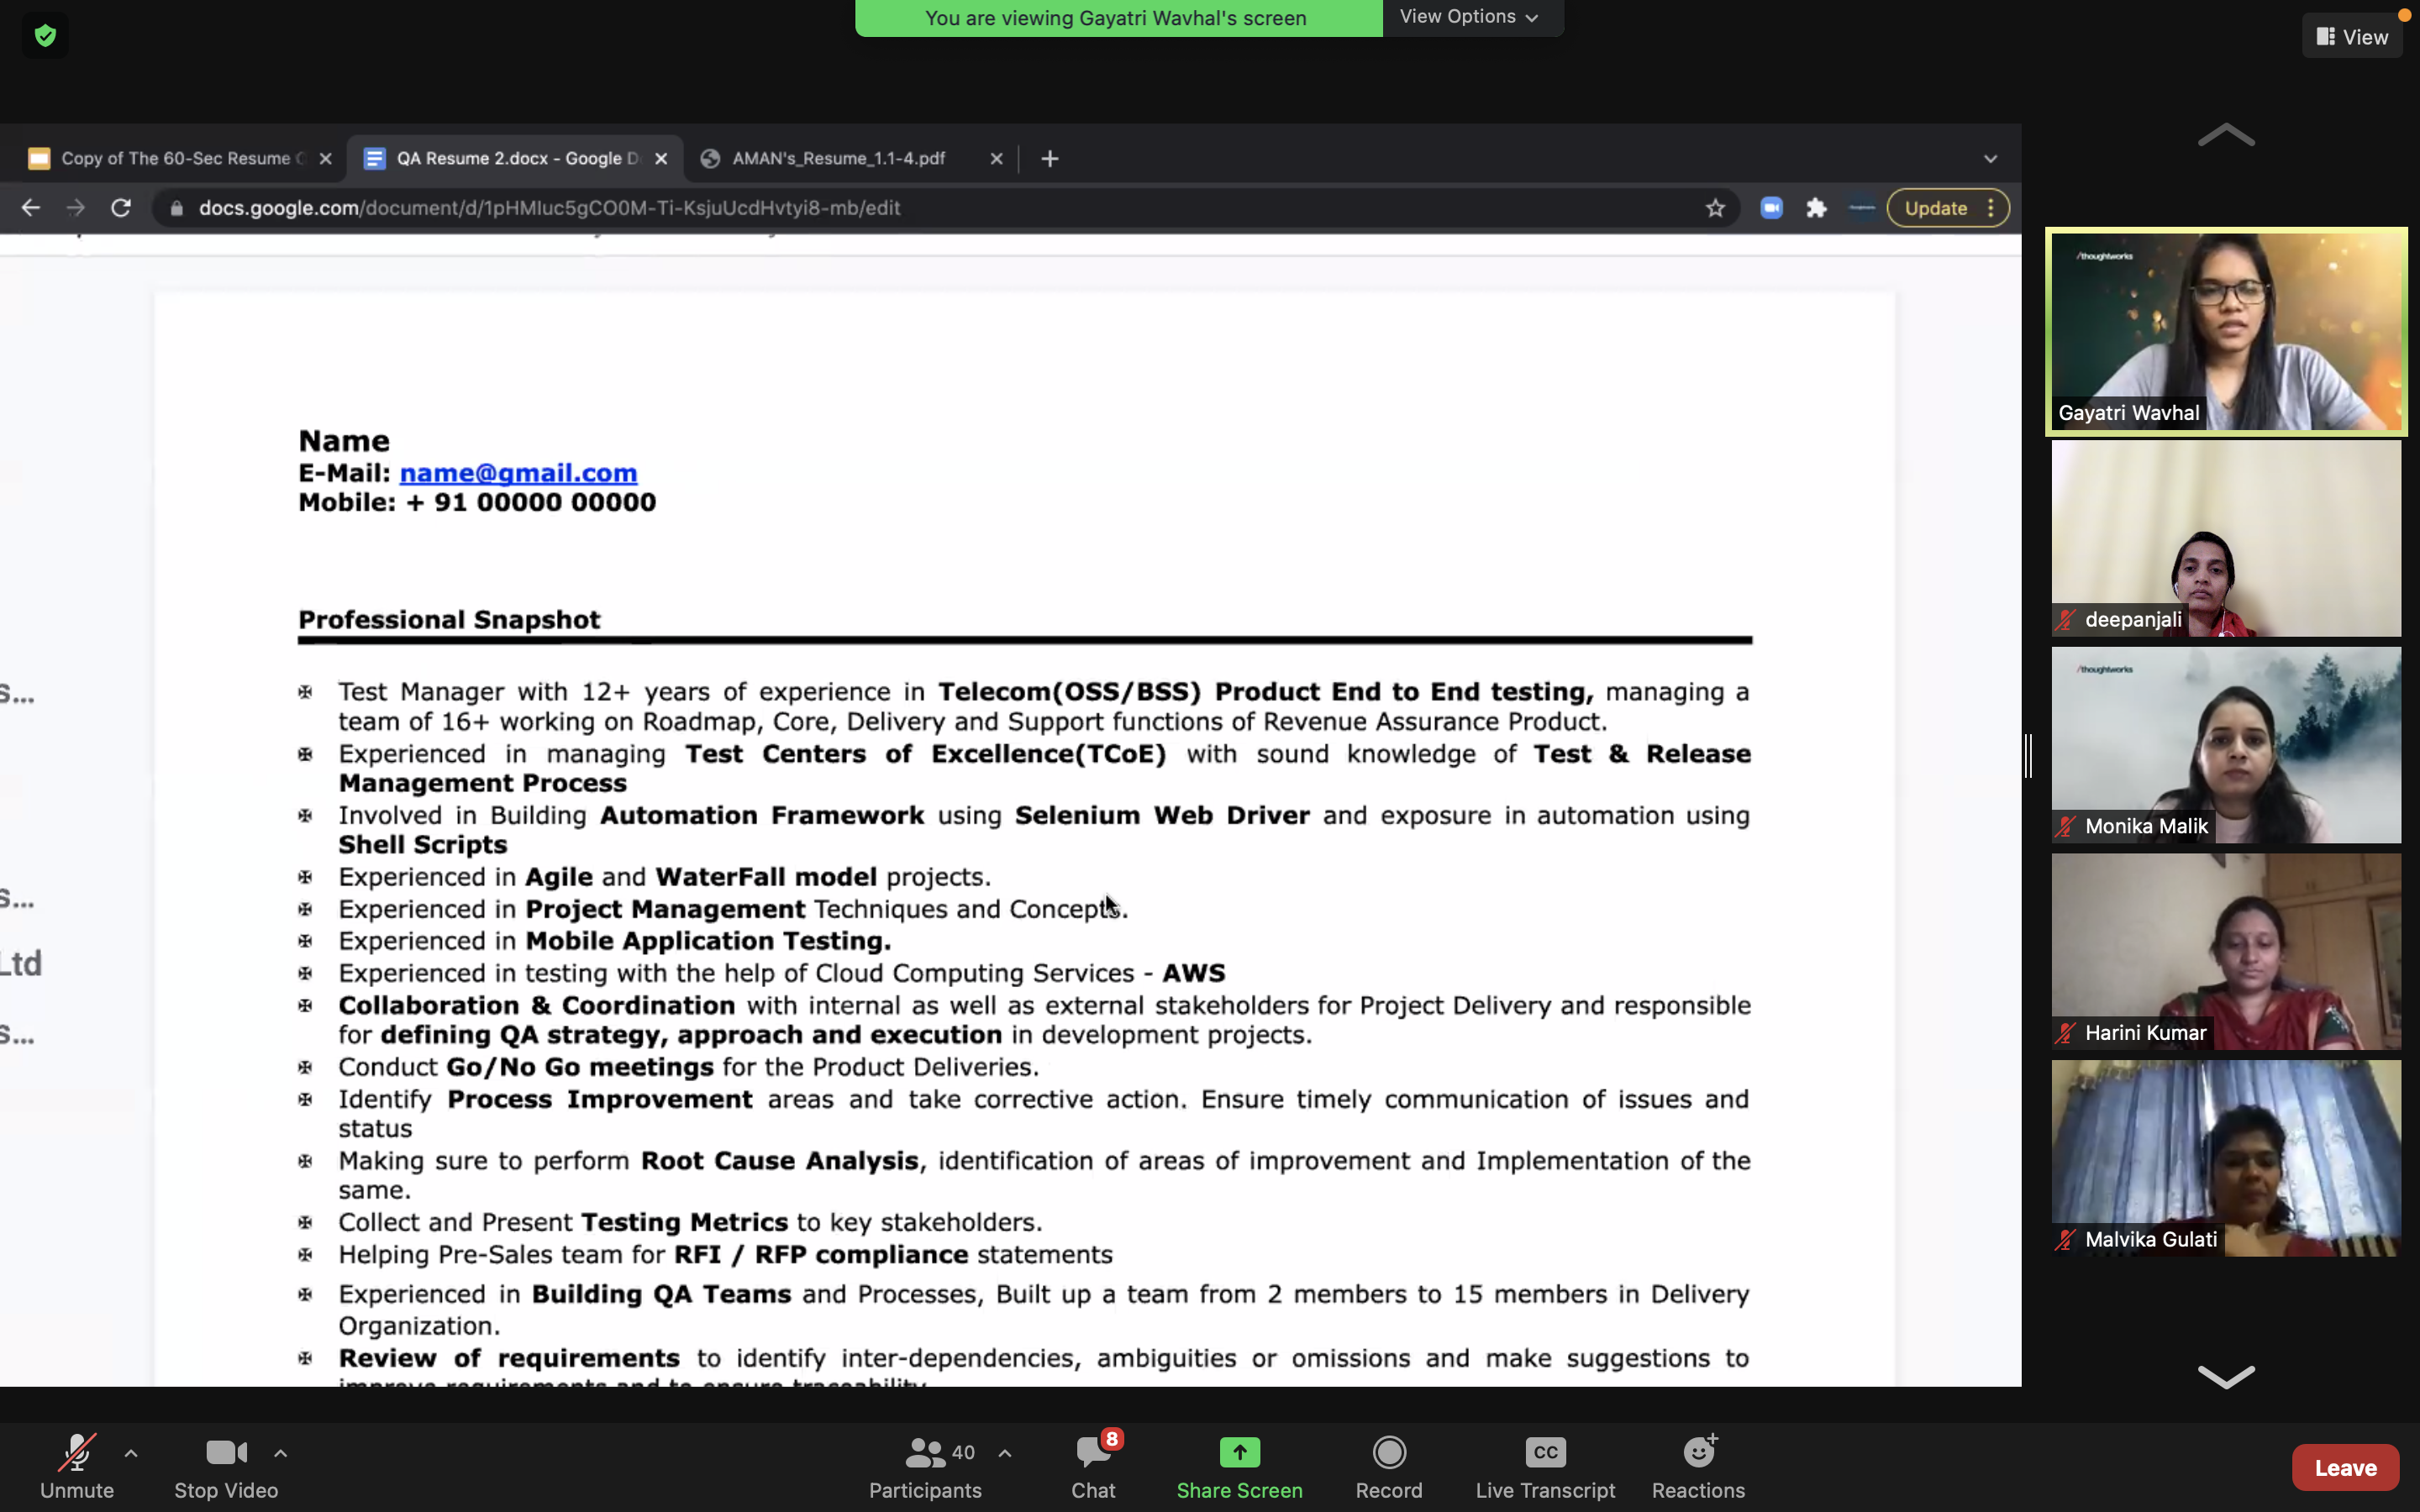 You are viewing Gayatri Wavhal's screen
View Options
View
Copy of The 60-Sec Resume
QA Resume 2.docx - Google D
AMAN's_Resume_1.1-4.pdf
docs.google.com/document/d/1pHMluc5gCO0M-Ti-KsjuUcdHvtyi8-mb/edit
Update
Name
E-Mail: name@gmail.com
Mobile: + 91 00000 00000
Professional Snapshot
Test Manager with 12+ years of experience in Telecom(OSS/BSS) Product End to End testing, managing a
team of 16+ working on Roadmap, Core, Delivery and Support functions of Revenue Assurance Product.
Experienced in managing Test Centers of Excellence(TCoE) with sound knowledge of Test & Release
Management Process
Involved in Building Automation Framework using Selenium Web Driver and exposure in automation using
Shell Scripts
Experienced in Agile and WaterFall model projects.
Experienced in Project Management Techniques and Concepts.
Experienced in Mobile Application Testing.
Experienced in testing with the help of Cloud Computing Services - AWS
Collaboration & Coordination with internal as well as external stakeholders for Project Delivery and responsible
for defining QA strategy, approach and execution in development projects.
Conduct Go/No Go meetings for the Product Deliveries.
Identify Process Improvement areas and take corrective action. Ensure timely communication of issues and
status
Making sure to perform Root Cause Analysis, identification of areas of improvement and Implementation of the
same.
Collect and Present Testing Metrics to key stakeholders.
Helping Pre-Sales team for RFI / RFP compliance statements
Experienced in Building QA Teams and Processes, Built up a team from 2 members to 15 members in Delivery
Organization.
Review of requirements to identify inter-dependencies, ambiguities or omissions and make suggestions to
improve requirements and to ensure traceability
s...
s...
Ltd
s...
/thoughtworks
Gayatri Wavhal
deepanjali
/thoughtworks
Monika Malik
Harini Kumar
Malvika Gulati
Unmute
Stop Video
40
Participants
8
Chat
Share Screen
Record
CC
Live Transcript
Reactions
Leave